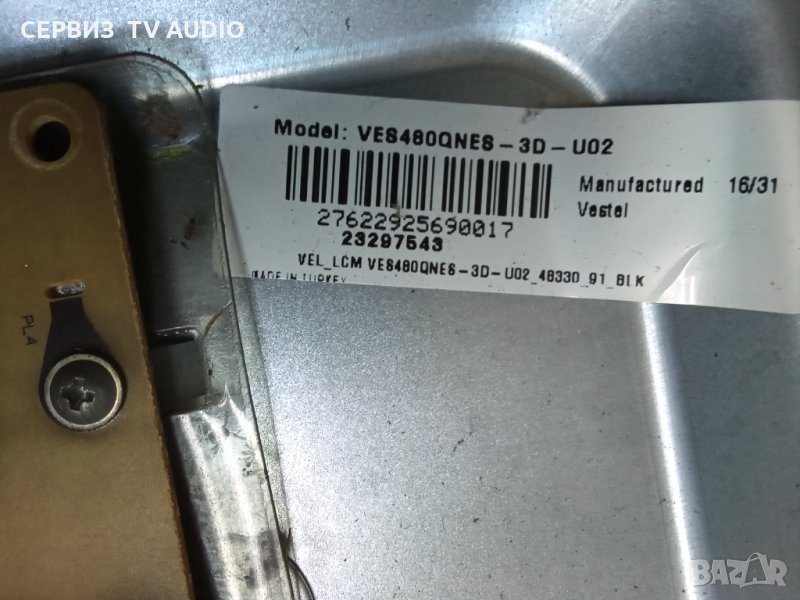 СЕРВИЗ TV AUDIO
Model: VES480QNES-3D-U02
Manufactured 16/31
Vestel
27622925690017
23297543
VEL_LCM VES480QNES-3D-U02_48330_91_BLK
MADE IN TURKEY
PL4
BAZAR